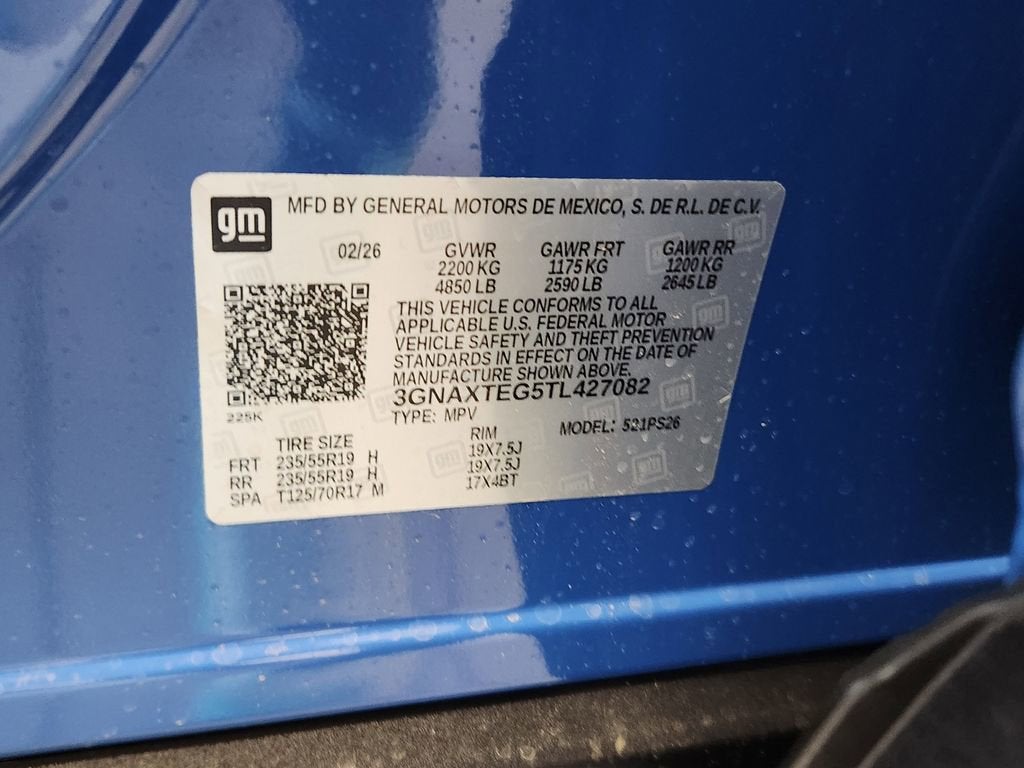 gm
MFD BY GENERAL MOTORS DE MEXICO, S. DE R.L. DE C.V.
02/26 GVWR GAWR FRT GAWR RR
2200 KG 1175 KG 1200 KG
4850 LB 2590 LB 2645 LB
THIS VEHICLE CONFORMS TO ALL
APPLICABLE U.S. FEDERAL MOTOR
VEHICLE SAFETY AND THEFT PREVENTION
STANDARDS IN EFFECT ON THE DATE OF
MANUFACTURE SHOWN ABOVE.
3GNAXTEG5TL427082
225K
TYPE: MPV MODEL: 521PS26
TIRE SIZE RIM
FRT 235/55R19 H 19X7.5J
RR 235/55R19 H 19X7.5J
SPA T125/70R17 M 17X4BT